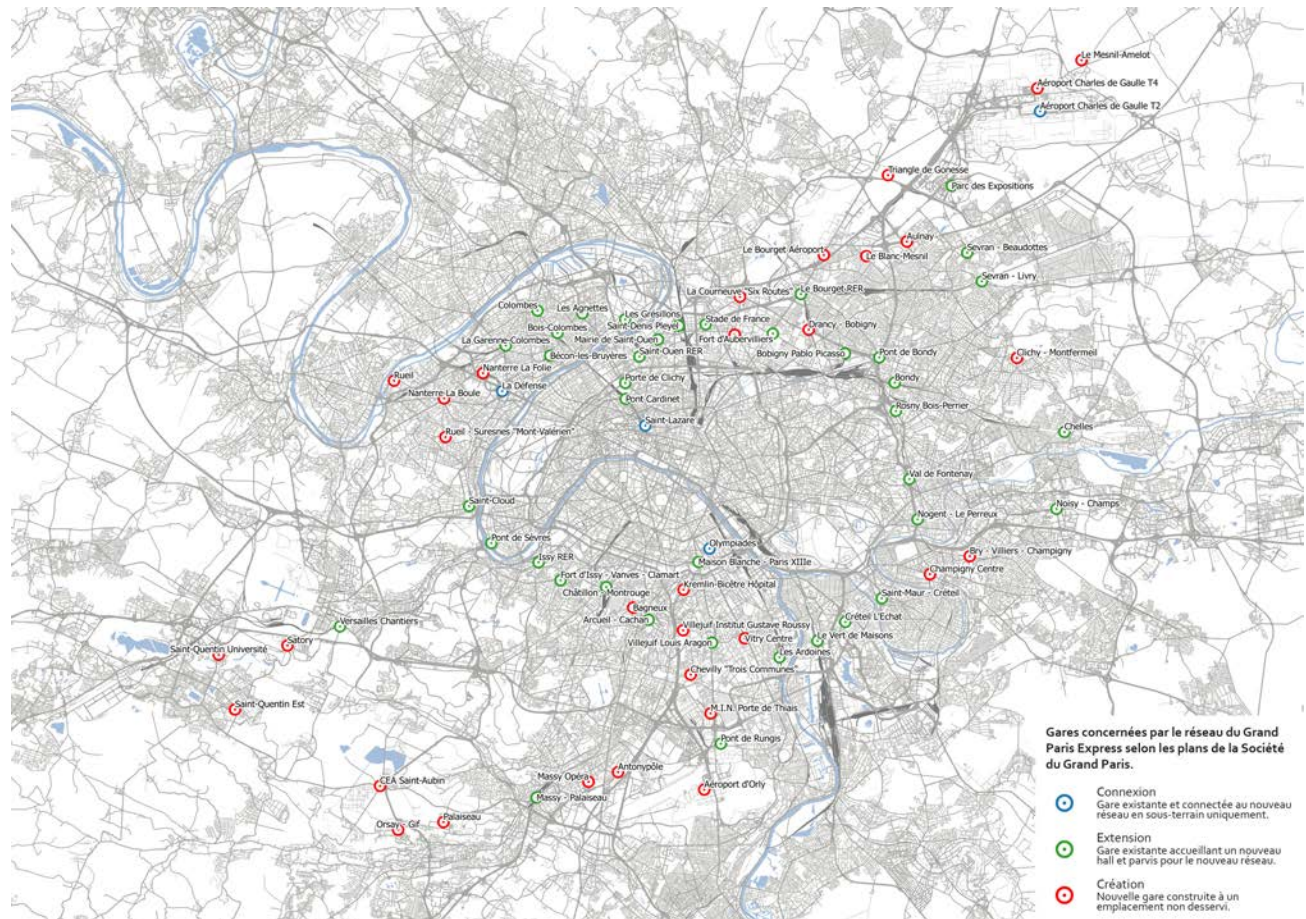 Le Mesnil-Amelot
Aéroport Charles de Gaulle T4
Aéroport Charles de Gaulle T2
Triangle de Gonesse
Parc des Expositions
Aulnay
Le Bourget Aéroport
Le Blanc-Mesnil
Sevran - Beaudottes
Sevran - Livry
La Courneuve "Six Routes"
Le Bourget RER
Colombes
Les Agnettes
Les Grésillons
Saint-Denis Pleyel
Stade de France
Drancy - Bobigny
Bois-Colombes
Mairie de Saint-Ouen
Fort d'Aubervilliers
La Garenne-Colombes
Bécon-les-Bruyères
Saint-Ouen RER
Bobigny Pablo Picasso
Pont de Bondy
Clichy - Montfermeil
Nanterre La Folie
Rueil
La Défense
Porte de Clichy
Bondy
Nanterre La Boule
Pont Cardinet
Rosny Bois-Perrier
Saint-Lazare
Rueil - Suresnes "Mont-Valérien"
Chelles
Val de Fontenay
Saint-Cloud
Noisy - Champs
Nogent - Le Perreux
Pont de Sèvres
Olympiades
Issy RER
Maison Blanche - Paris XIIIe
Bry - Villiers - Champigny
Champigny Centre
Fort d'Issy - Vanves - Clamart
Châtillon - Montrouge
Kremlin-Bicêtre Hôpital
Saint-Maur - Créteil
Bagneux
Arcueil - Cachan
Créteil L'Echat
Versailles Chantiers
Villejuif Institut Gustave Roussy
Villejuif Louis Aragon
Vitry Centre
Le Vert de Maisons
Satory
Saint-Quentin Université
Les Ardoines
Chevilly "Trois Communes"
Saint-Quentin Est
M.I.N. Porte de Thiais
Pont de Rungis
Antonypôle
Massy Opéra
CEA Saint-Aubin
Aéroport d'Orly
Massy - Palaiseau
Palaiseau
Orsay - Gif
Gares concernées par le réseau du Grand
Paris Express selon les plans de la Société
du Grand Paris.
Connexion
Gare existante et connectée au nouveau
réseau en sous-terrain uniquement.
Extension
Gare existante accueillant un nouveau
hall et parvis pour le nouveau réseau.
Création
Nouvelle gare construite à un
emplacement non desservi.